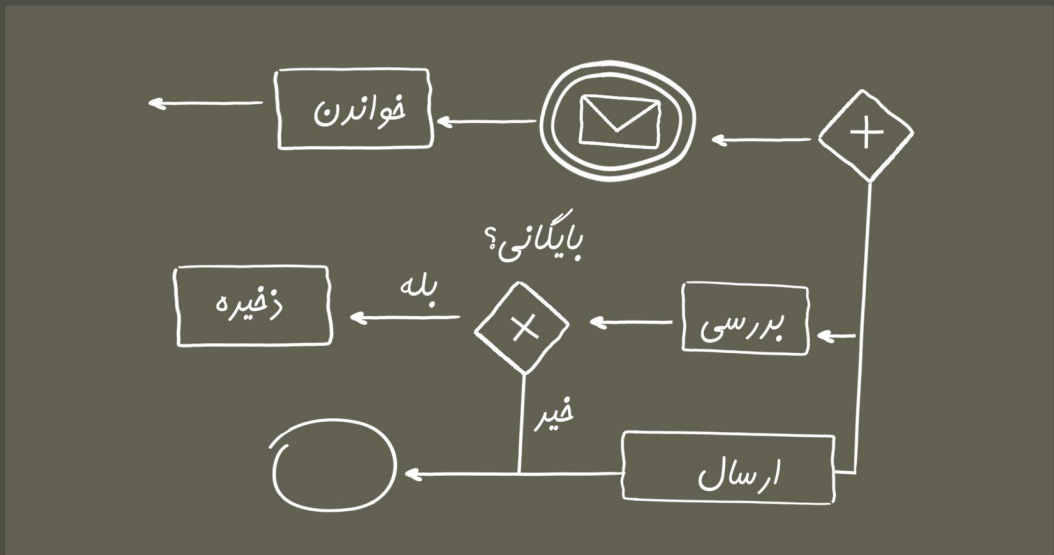 خواندن
بایگانی؟
بررسی
بله
ذخیره
خیر
ارسال